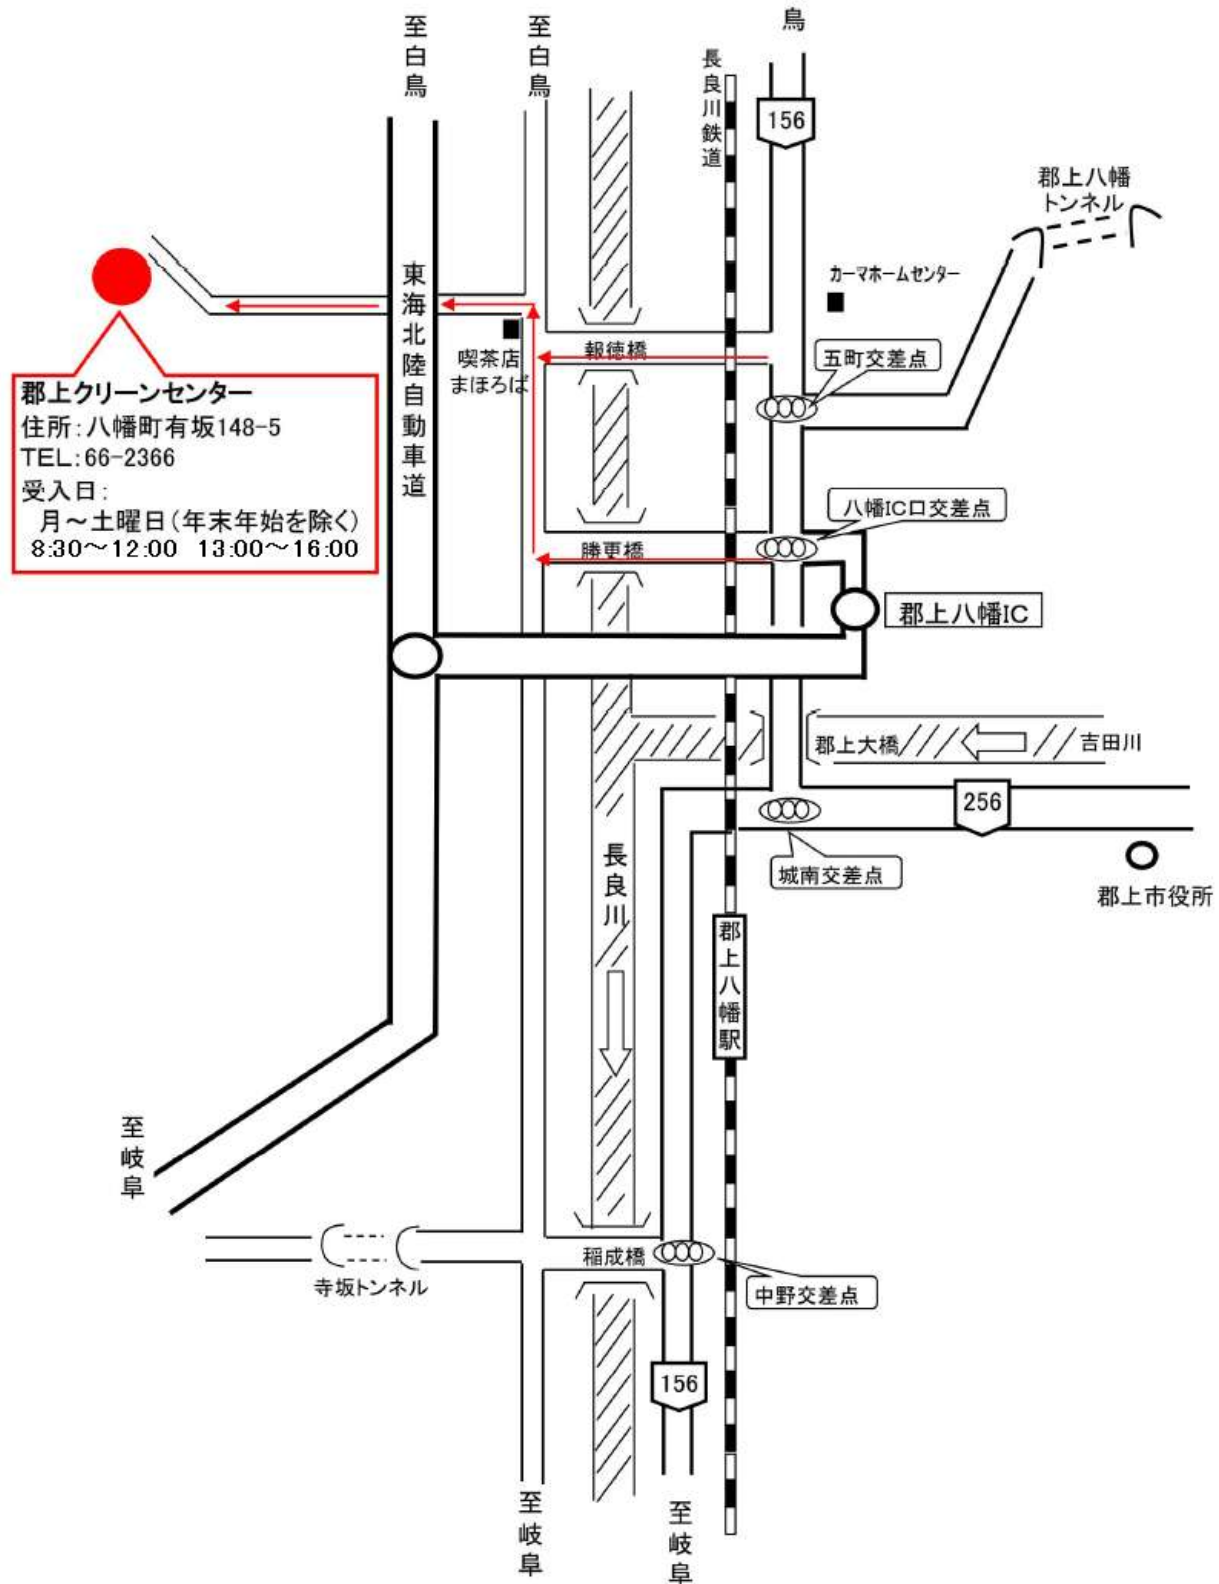 至白鳥
至白鳥
鳥
長良川鉄道
156
郡上八幡
トンネル
カーマホームセンター
東海北陸自動車道
喫茶店
まほろば
報徳橋
五町交差点
郡上クリーンセンター
住所:八幡町有坂148-5
TEL:66-2366
受入日:
月~土曜日(年末年始を除く)
8:30~12:00 13:00~16:00
八幡IC口交差点
勝更橋
郡上八幡IC
郡上大橋
吉田川
256
城南交差点
郡上市役所
長良川
郡上八幡駅
至岐阜
寺坂トンネル
稲成橋
中野交差点
156
至岐阜
至岐阜